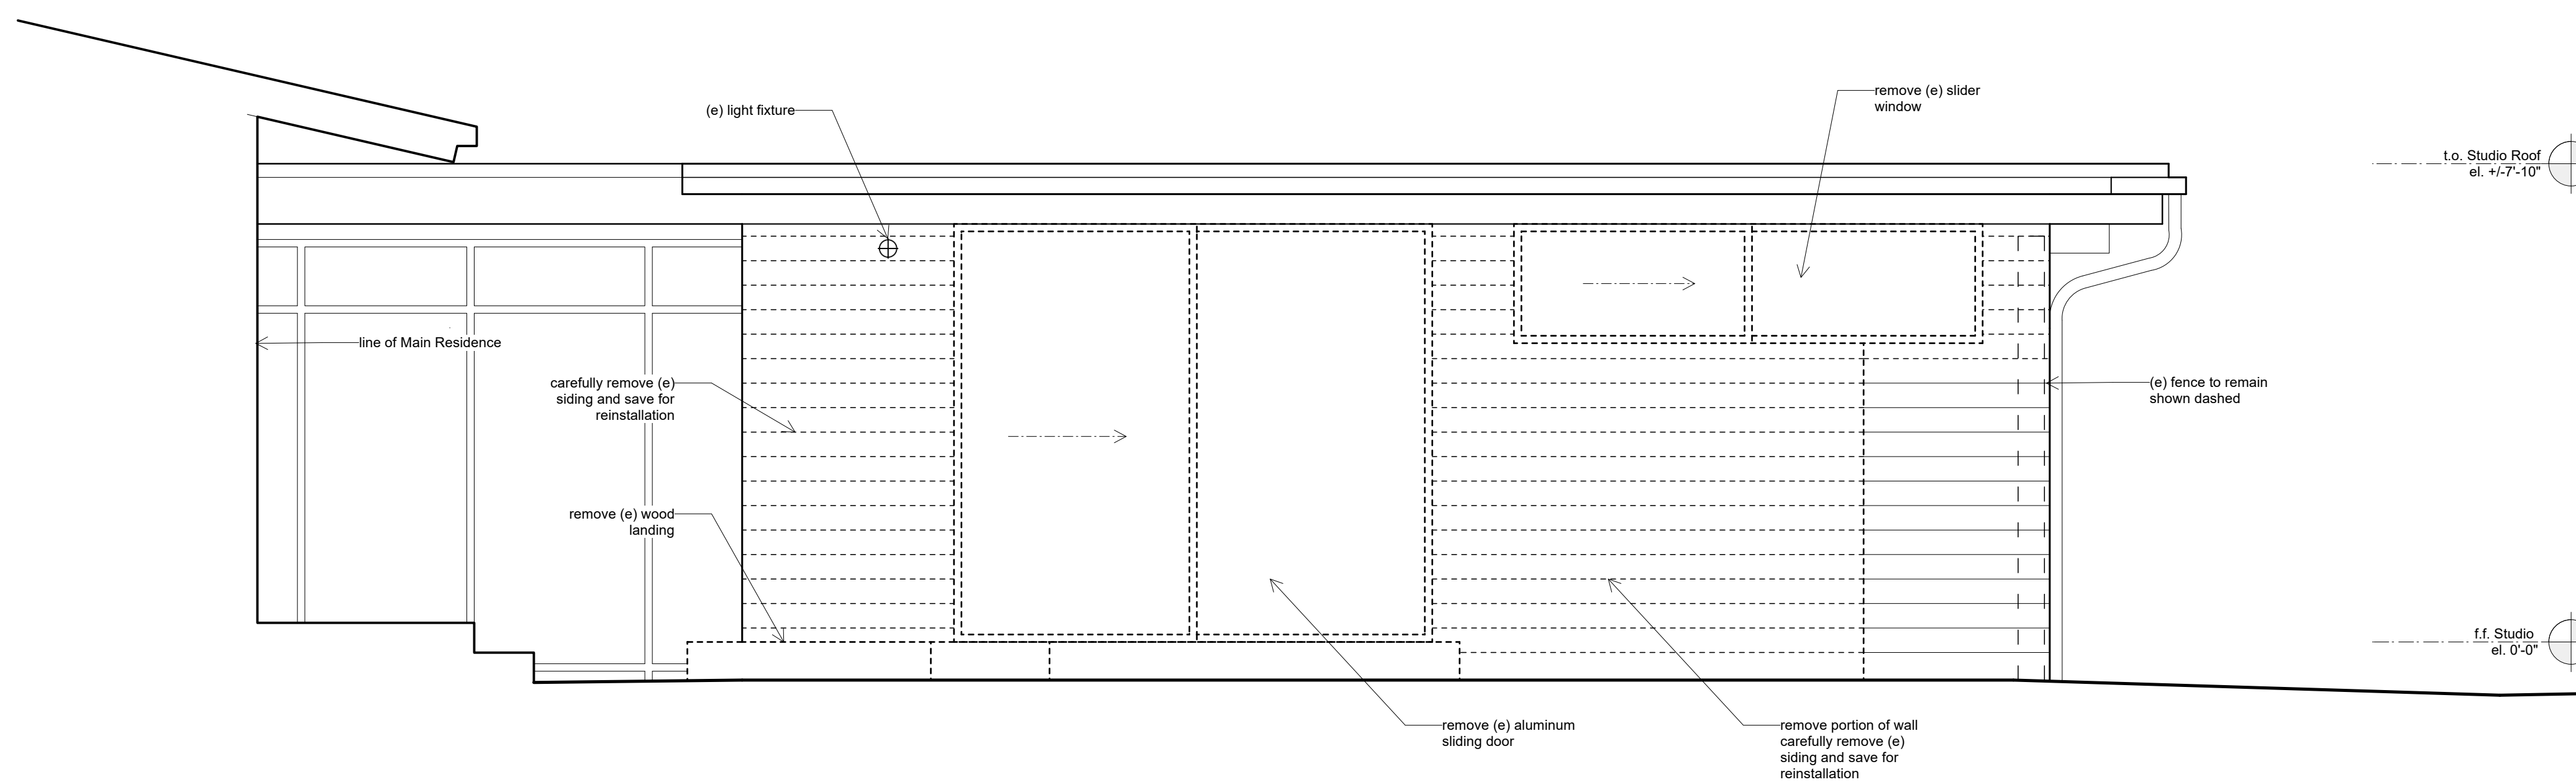 (e) light fixture
remove (e) slider
window
t.o. Studio Roof
el. +/-7'-10"
line of Main Residence
carefully remove (e)
siding and save for
reinstallation
(e) fence to remain
shown dashed
remove (e) wood
landing
f.f. Studio
el. 0'-0"
remove (e) aluminum
sliding door
remove portion of wall
carefully remove (e)
siding and save for
reinstallation